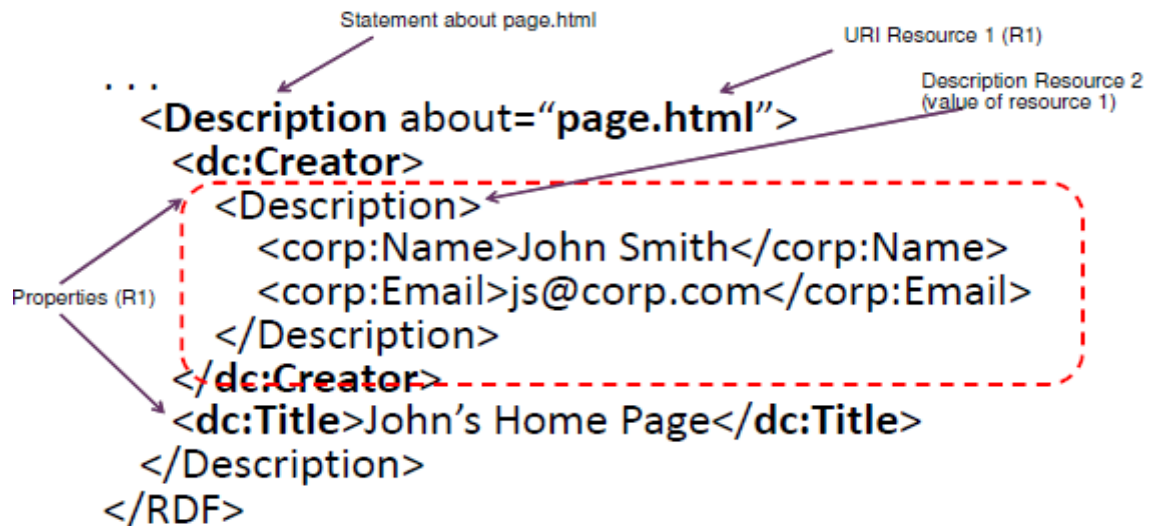 Statement about page.html
URI Resource 1 (R1)
Description Resource 2
(value of resource 1)
. . .
<Description about=“page.html”>
<dc:Creator>
<Description>
<corp:Name>John Smith</corp:Name>
<corp:Email>js@corp.com</corp:Email>
Properties (R1)
</Description>
</dc:Creator>
<dc:Title>John’s Home Page</dc:Title>
</Description>
</RDF>